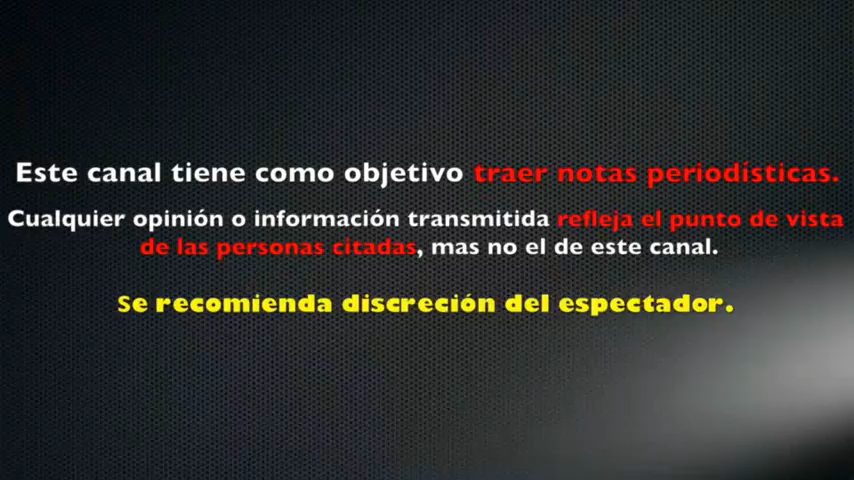 Este canal tiene como objetivo traer notas periodísticas.
Cualquier opinión o información transmitida refleja el punto de vista
de las personas citadas, mas no el de este canal.
Se recomienda discreción del espectador.